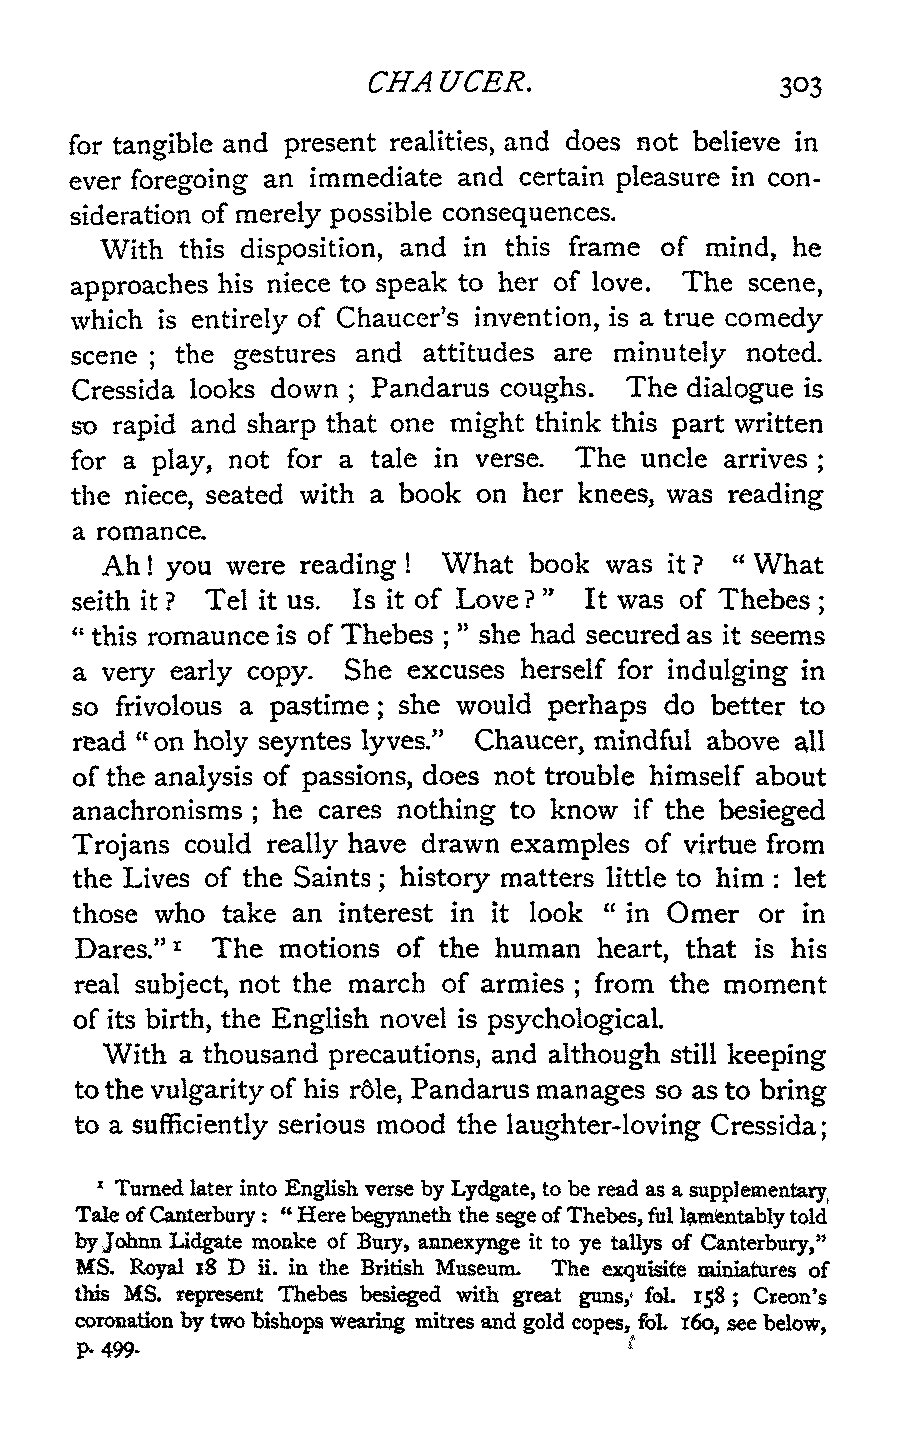 CHAUCER. 303
for tangible and present realities, and does not believe in
ever foregoing an immediate and certain pleasure in con-
sideration of merely possible consequences.
With this disposition, and in this frame of mind, he
approaches his niece to speak to her of love. The scene,
which is entirely of Chaucer's invention, is a true comedy
scene ; the gestures and attitudes are minutely noted.
Cressida looks down ; Pandarus coughs. The dialogue is
so rapid and sharp that one might think this part written
for a play, not for a tale in verse. The uncle arrives ;
the niece, seated with a book on her knees, was reading
a romance.
Ah ! you were reading ! What book was it ? " What
seith it ? Tel it us. Is it of Love ? " It was of Thebes ;
" this romaunce is of Thebes ; " she had secured as it seems
a very early copy. She excuses herself for indulging in
so frivolous a pastime ; she would perhaps do better to
read " on holy seyntes lyves." Chaucer, mindful above all
of the analysis of passions, does not trouble himself about
anachronisms ; he cares nothing to know if the besieged
Trojans could really have drawn examples of virtue from
the Lives of the Saints ; history matters little to him : let
those who take an interest in it look " in Omer or in
Dares." ¹ The motions of the human heart, that is his
real subject, not the march of armies ; from the moment
of its birth, the English novel is psychological.
With a thousand precautions, and although still keeping
to the vulgarity of his rôle, Pandarus manages so as to bring
to a sufficiently serious mood the laughter-loving Cressida ;
¹ Turned later into English verse by Lydgate, to be read as a supplementary
Tale of Canterbury : " Here begynneth the sege of Thebes, ful lamentably told
by Johnn Lidgate monke of Bury, annexynge it to ye tallys of Canterbury,"
MS. Royal 18 D ii. in the British Museum. The exquisite miniatures of
this MS. represent Thebes besieged with great guns, fol. 158 ; Creon's
coronation by two bishops wearing mitres and gold copes, fol. 160, see below,
p. 499.